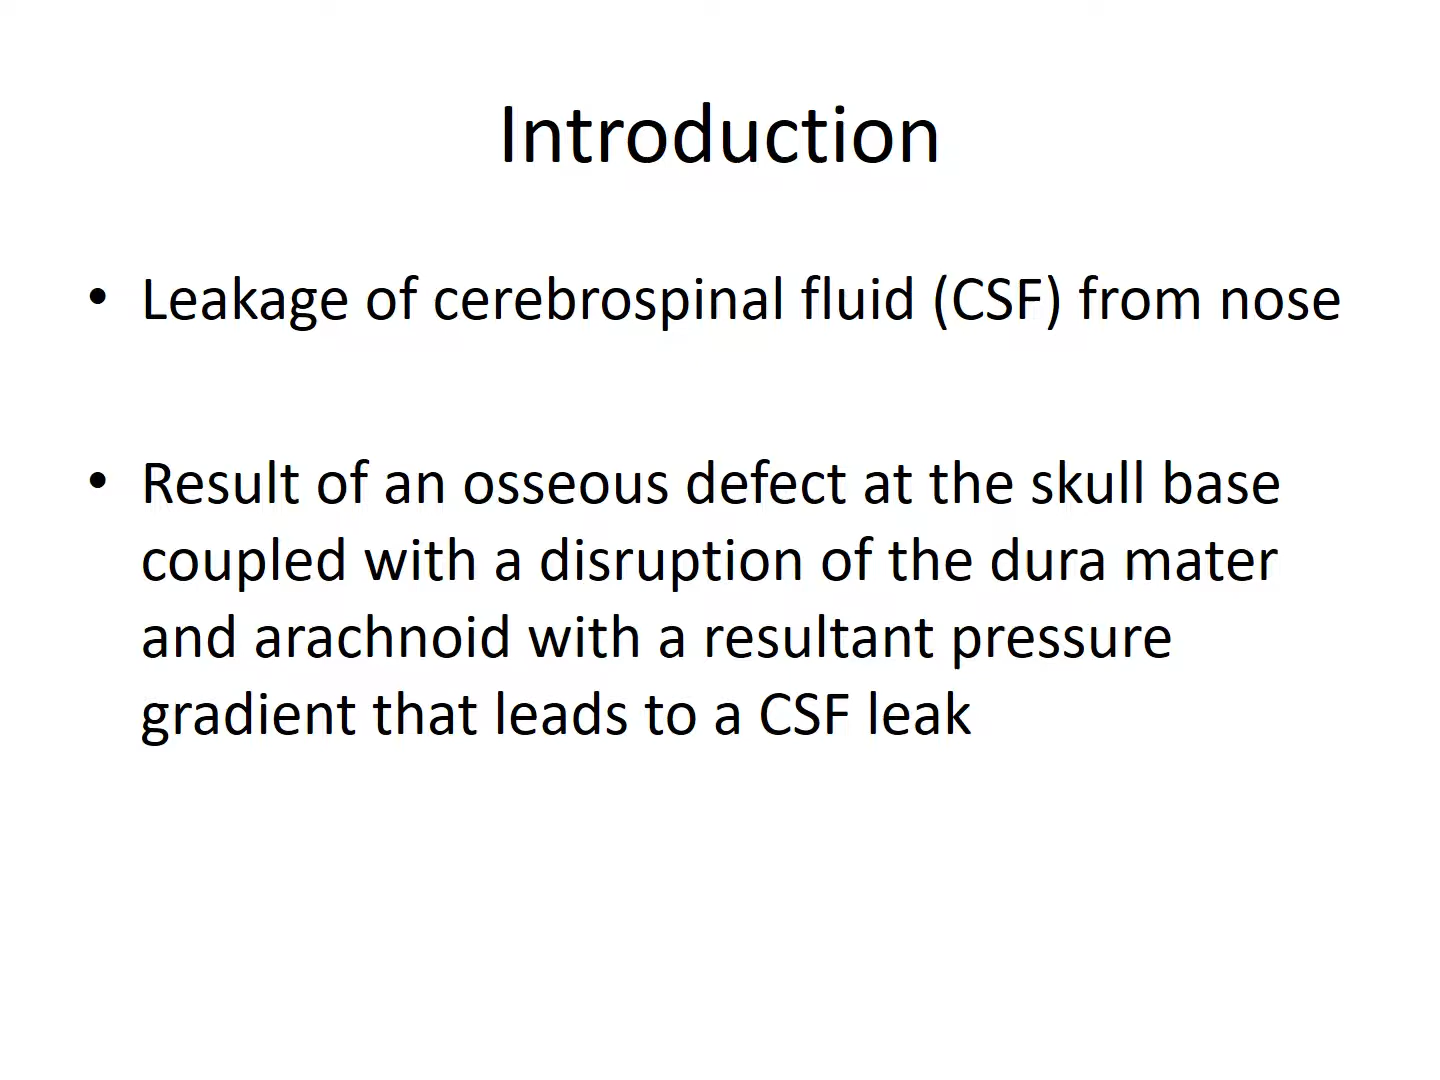 Introduction
• Leakage of cerebrospinal fluid (CSF) from nose
• Result of an osseous defect at the skull base
coupled with a disruption of the dura mater
and arachnoid with a resultant pressure
gradient that leads to a CSF leak